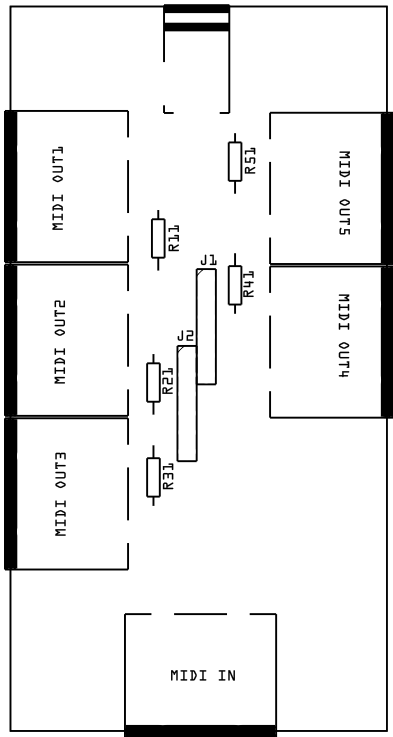 MIDI OUT1
R51
MIDI OUT5
R11
J1
R41
MIDI OUT2
MIDI OUT4
J2
R21
MIDI OUT3
R31
MIDI IN